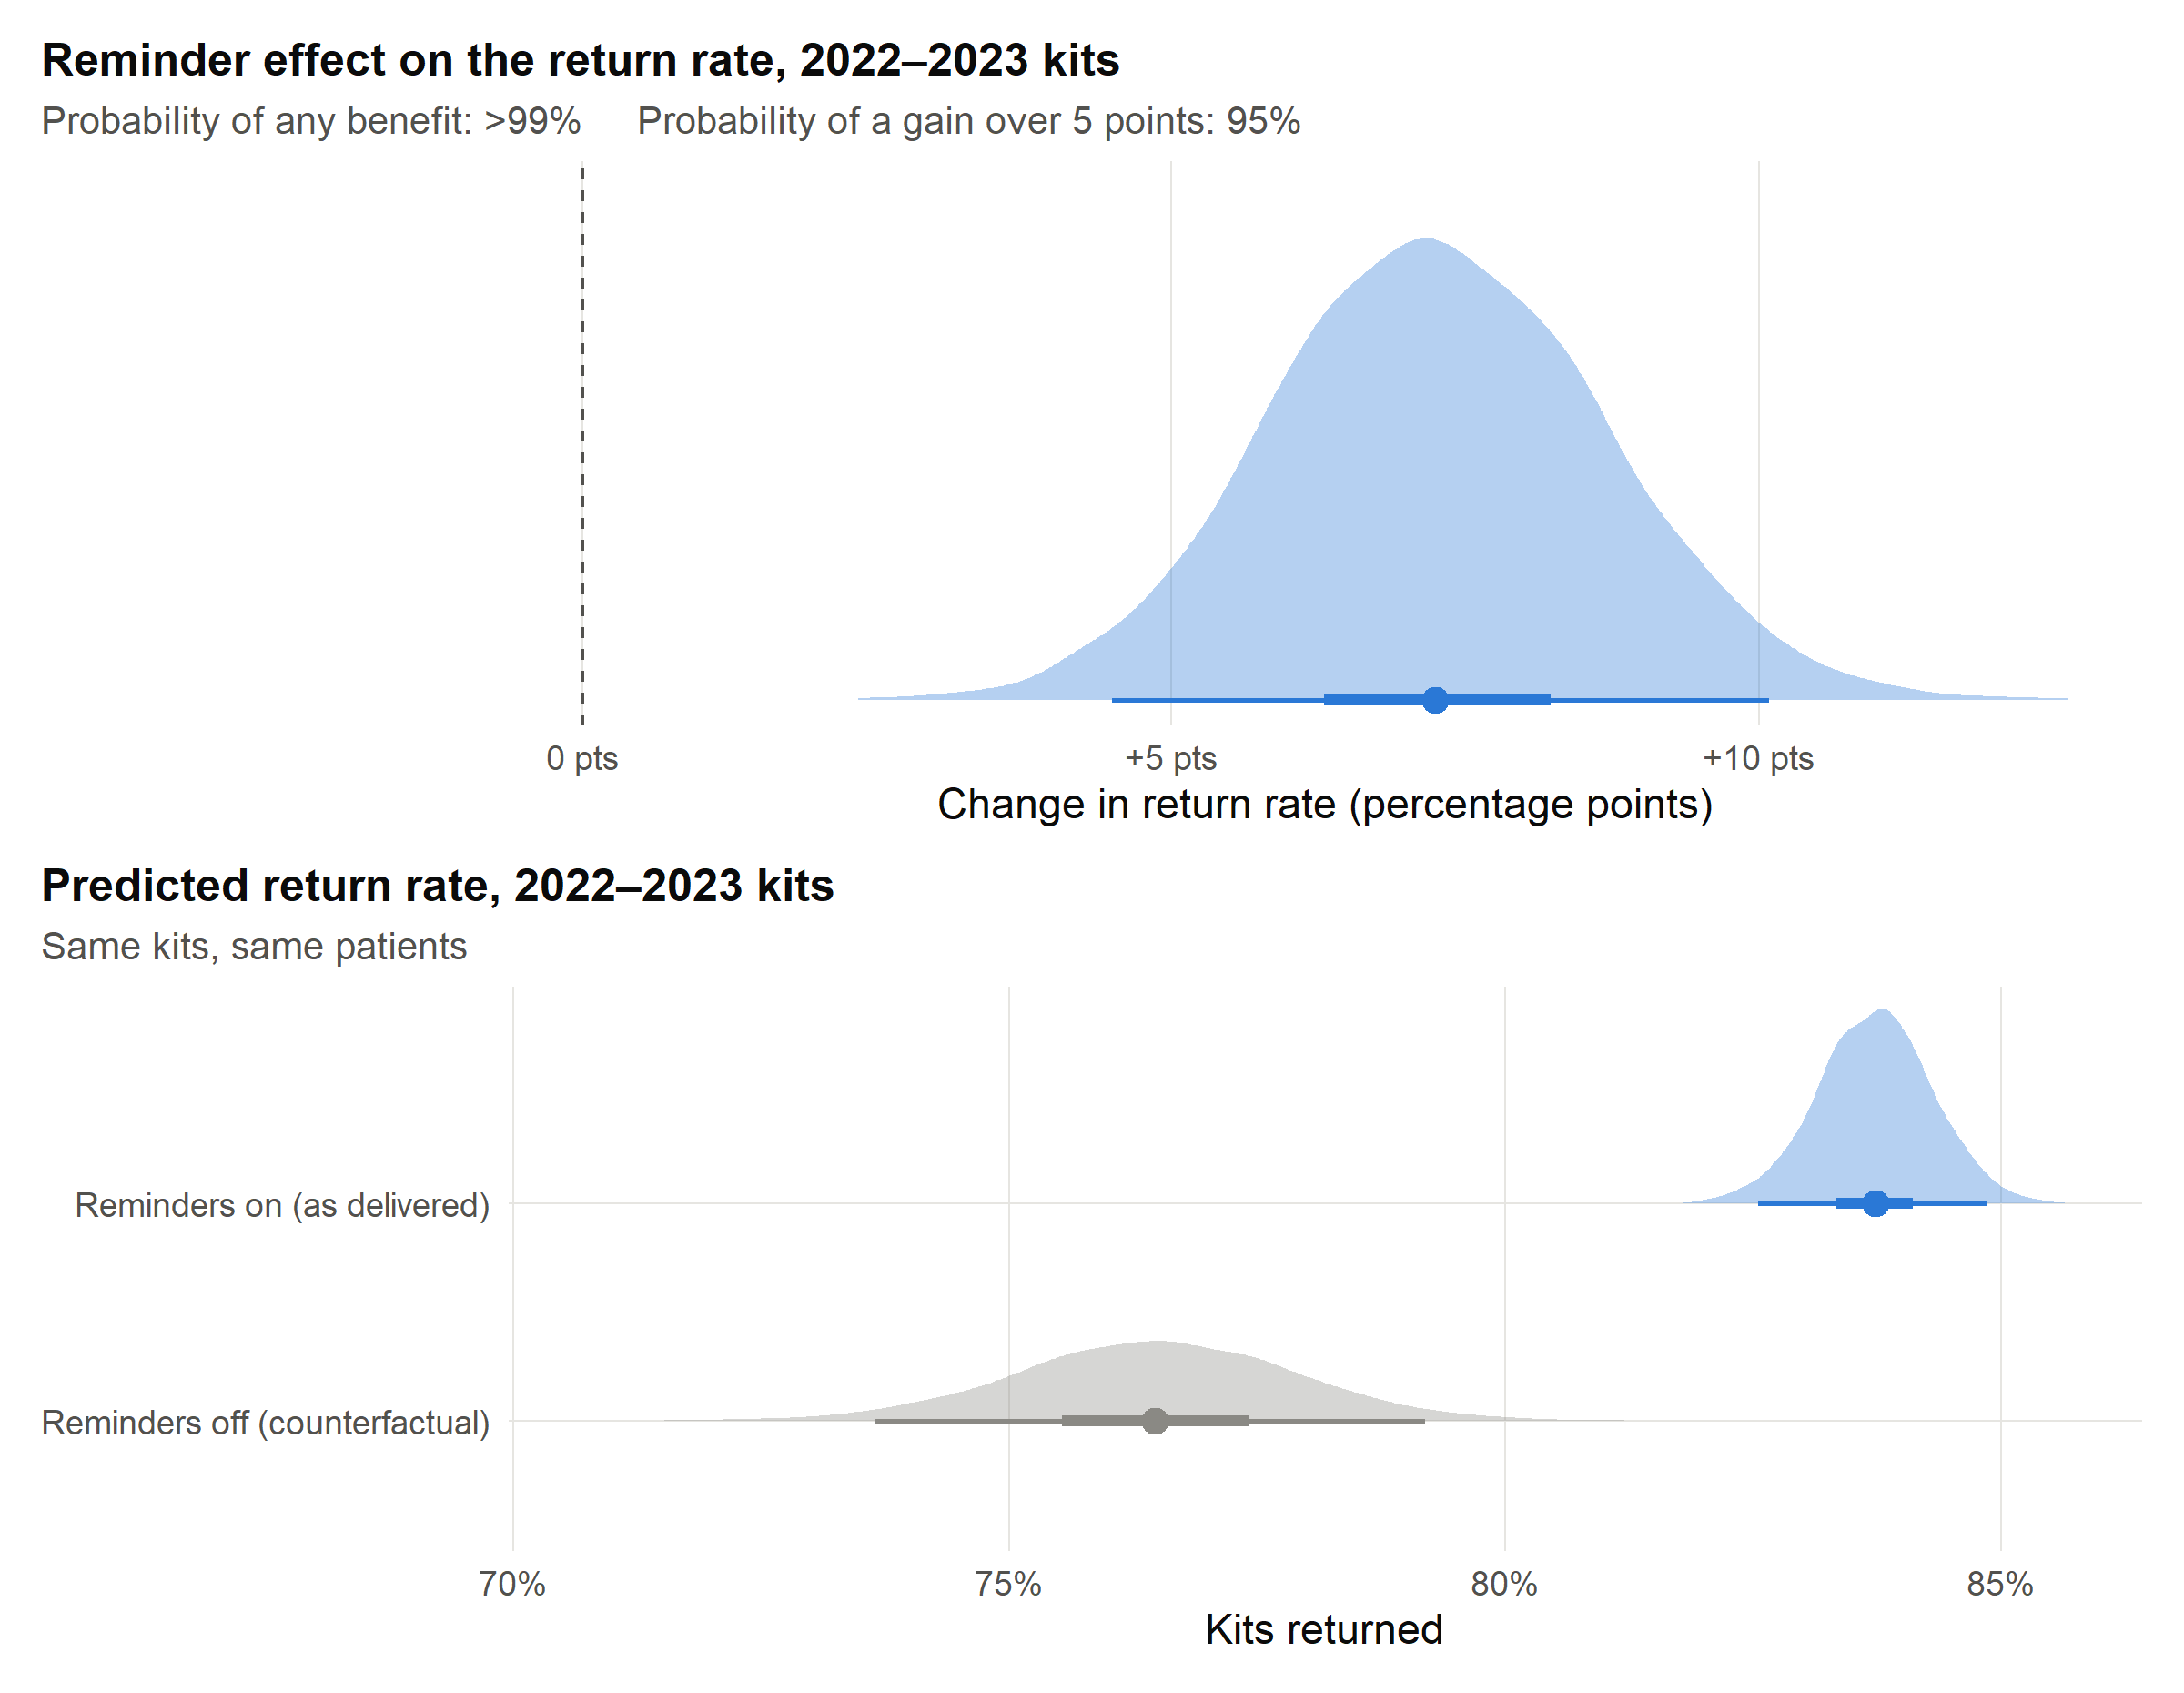 Reminder effect on the return rate, 2022–2023 kits
Probability of any benefit: >99% Probability of a gain over 5 points: 95%
0 pts +5 pts +10 pts
Change in return rate (percentage points)
Predicted return rate, 2022–2023 kits
Same kits, same patients
Reminders on (as delivered)
Reminders off (counterfactual)
70% 75% 80% 85%
Kits returned